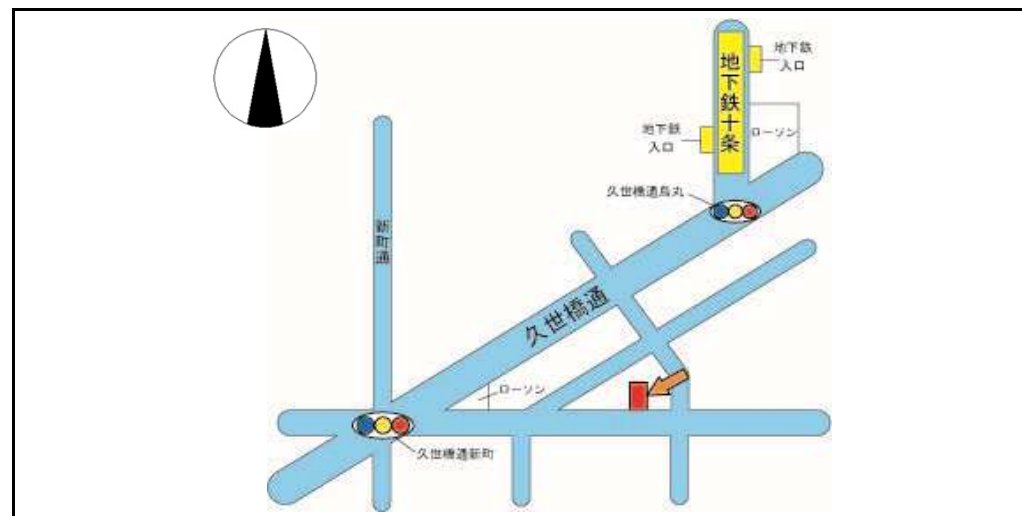 地下鉄
入口
地下鉄十条
地下鉄
入口
ローソン
久世橋通烏丸
新町通
久世橋通
ローソン
久世橋通新町